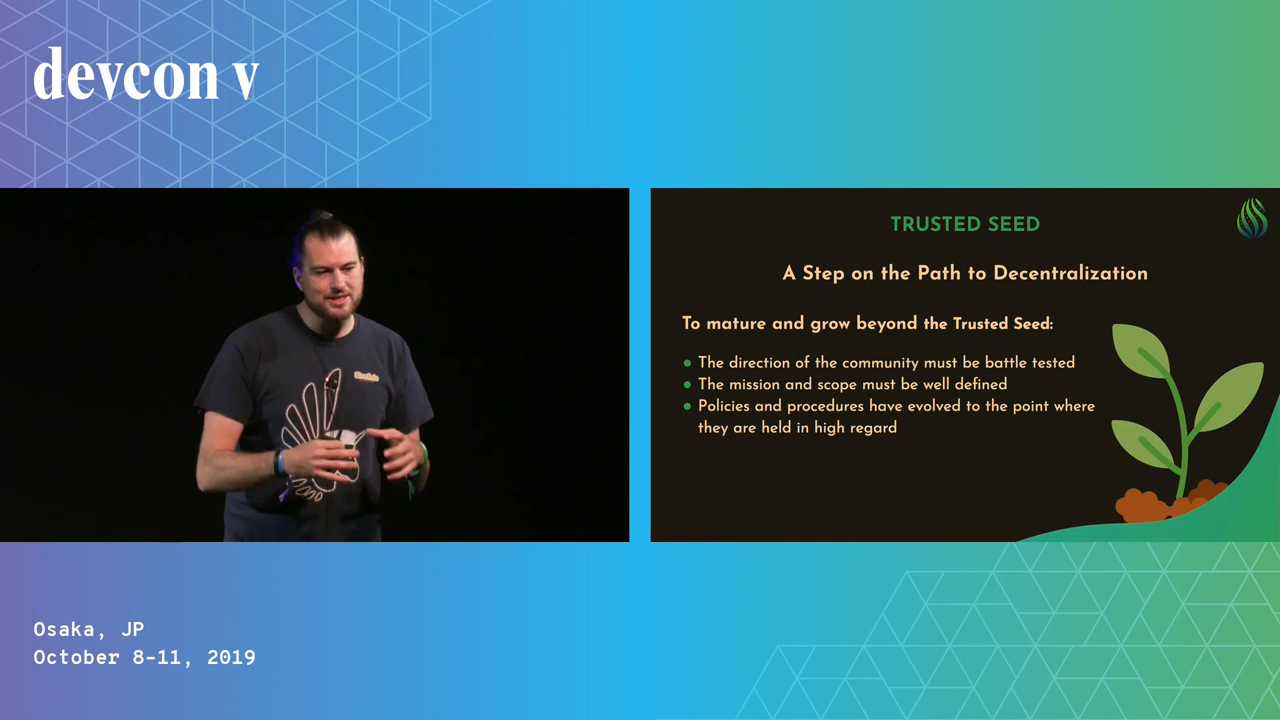 devcon v
TRUSTED SEED
A Step on the Path to Decentralization
To mature and grow beyond the Trusted Seed:
The direction of the community must be battle tested
The mission and scope must be well defined
Policies and procedures have evolved to the point where
they are held in high regard
Osaka, JP
October 8-11, 2019